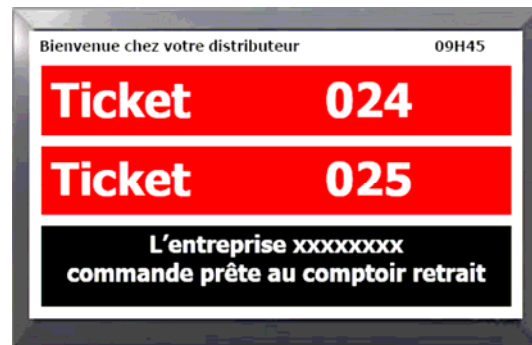 Bienvenue chez votre distributeur 09H45
Ticket 024
Ticket 025
L'entreprise xxxxxxxx
commande prête au comptoir retrait